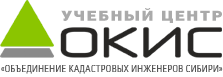 УЧЕБНЫЙ ЦЕНТР
ОКИС
«ОБЪЕДИНЕНИЕ КАДАСТРОВЫХ ИНЖЕНЕРОВ СИБИРИ»